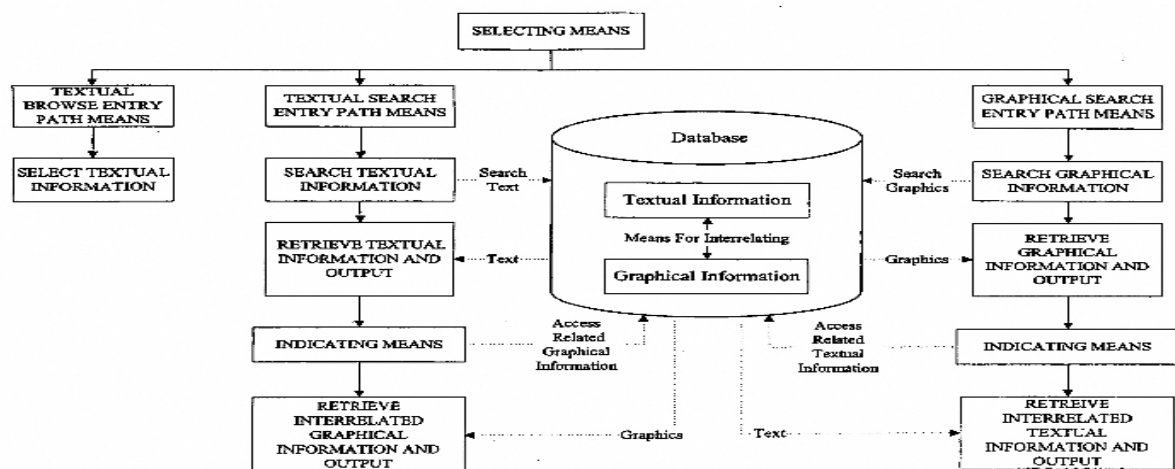 SELECTING MEANS
TEXTUAL
BROWSE ENTRY
PATH MEANS
TEXTUAL SEARCH
ENTRY PATH MEANS
GRAPHICAL SEARCH
ENTRY PATH MEANS
Database
SELECT TEXTUAL
INFORMATION
SEARCH TEXTUAL
INFORMATION
Search
Text
Search
Graphics
SEARCH GRAPHICAL
INFORMATION
Textual Information
Means For Interrelating
Graphical Information
RETRIEVE TEXTUAL
INFORMATION AND
OUTPUT
Text
Graphics
RETRIEVE
GRAPHICAL
INFORMATION AND
OUTPUT
INDICATING MEANS
Access
Related
Graphical
Information
Access
Related
Textual
Information
INDICATING MEANS
RETRIEVE
INTERRELATED
GRAPHICAL
INFORMATION AND
OUTPUT
Graphics
Text
RETREIVE
INTERRELATED
TEXTUAL
INFORMATION AND
OUTPUT